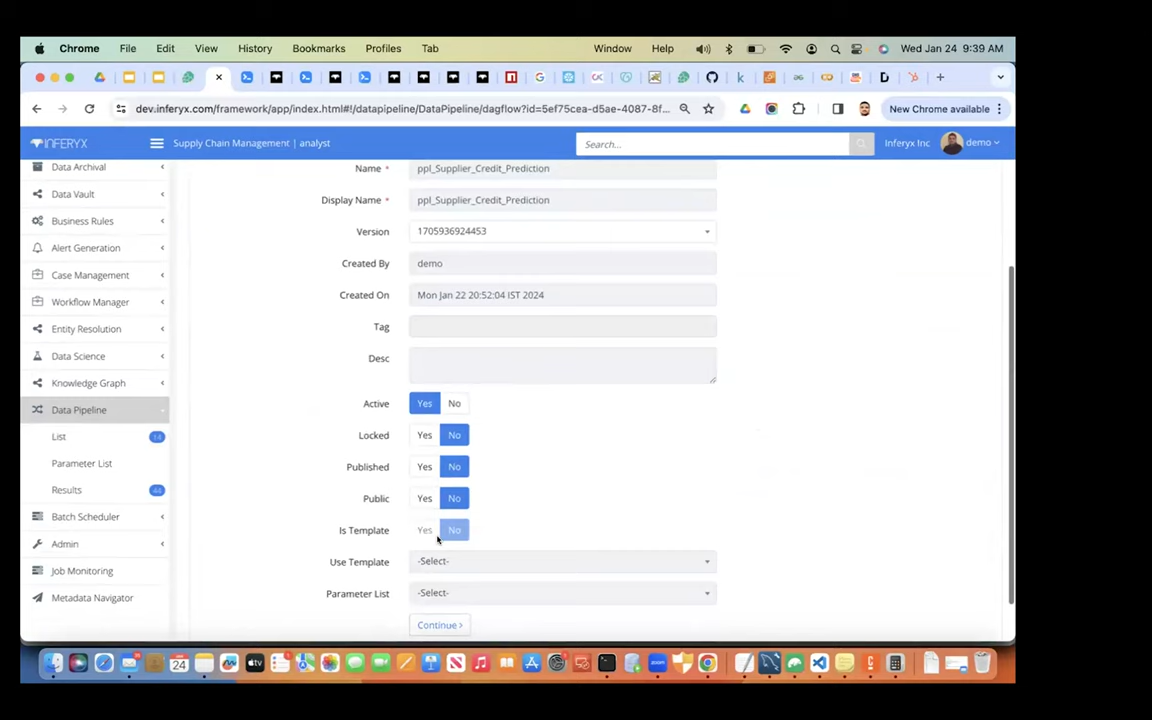 Chrome File Edit View History Bookmarks Profiles Tab Window Help Wed Jan 24 9:39 AM
dev.inferyx.com/framework/app/index.html#!/datapipeline/DataPipeline/dagflow?id=5ef75cea-d5ae-4087-8f... New Chrome available
INFERYX Supply Chain Management | analyst Search... Inferyx Inc demo
Data Archival
Data Vault
Business Rules
Alert Generation
Case Management
Workflow Manager
Entity Resolution
Data Science
Knowledge Graph
Data Pipeline
List
Parameter List
Results
Batch Scheduler
Admin
Job Monitoring
Metadata Navigator
Name * ppl_Supplier_Credit_Prediction
Display Name * ppl_Supplier_Credit_Prediction
Version 1705936924453
Created By demo
Created On Mon Jan 22 20:52:04 IST 2024
Tag
Desc
Active Yes No
Locked Yes No
Published Yes No
Public Yes No
Is Template Yes No
Use Template -Select-
Parameter List -Select-
Continue >
24